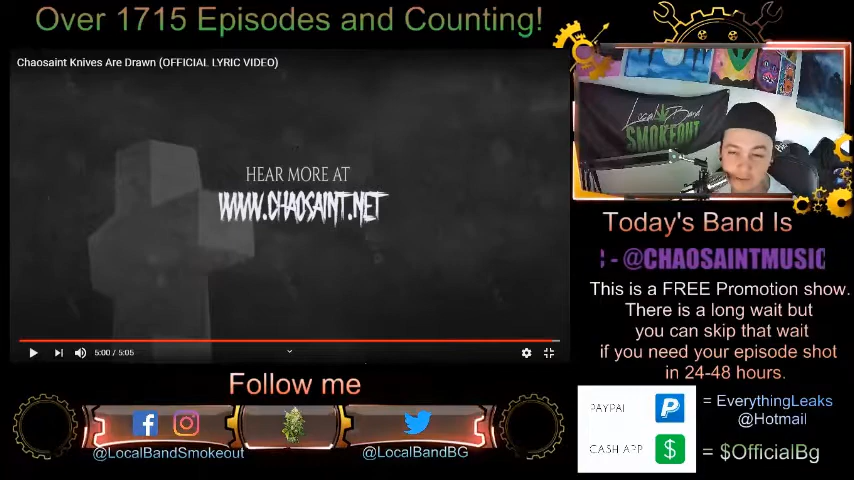 Over 1715 Episodes and Counting!
Chaosaint Knives Are Drawn (OFFICIAL LYRIC VIDEO)
HEAR MORE AT
WWW.CHAOSAINT.NET
5:00 / 5:05
Local Band
SMOKEOUT
Today's Band Is
- @CHAOSAINTMUSIC
This is a FREE Promotion show.
There is a long wait but
you can skip that wait
if you need your episode shot
in 24-48 hours.
Follow me
@LocalBandSmokeout
@LocalBandBG
PAYPAL
= EverythingLeaks
@Hotmail
CASH APP
$
= $OfficialBg